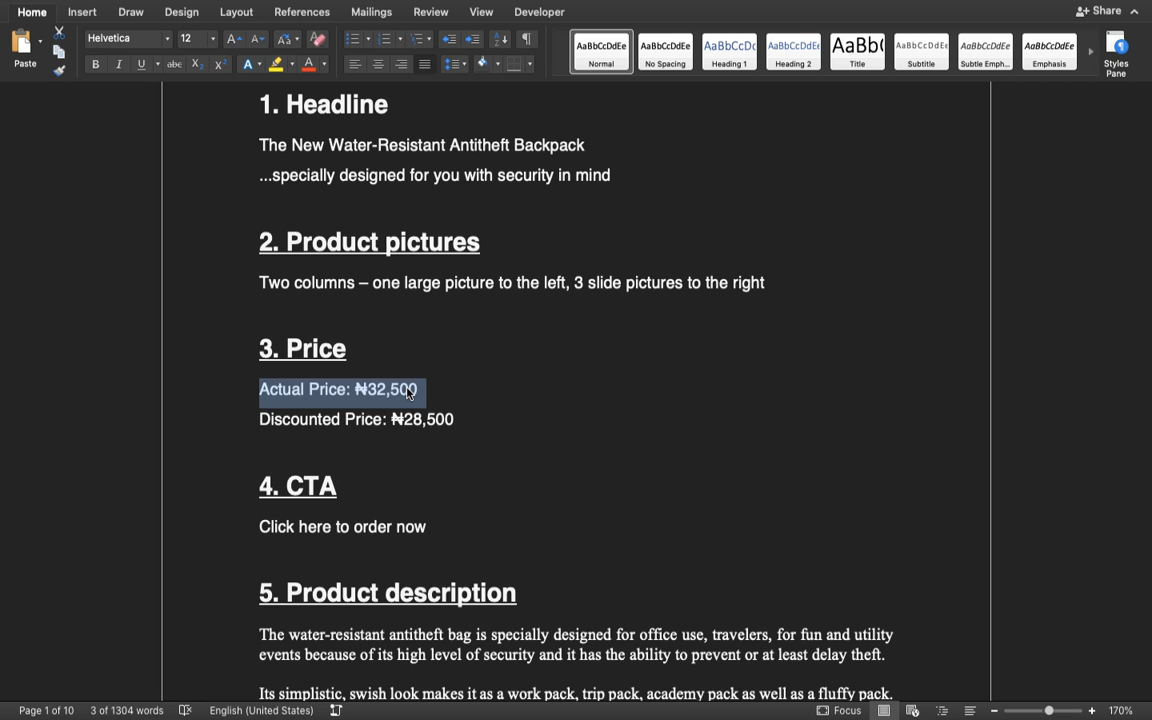 Home Insert Draw Design Layout References Mailings Review View Developer Share
Paste Helvetica 12 AaBbCcDdEe AaBbCcDdEe AaBbCcDc AaBbCcDdEe AaBb( AaBbCcDdEe AaBbCcDdEe AaBbCcDdEe
Normal No Spacing Heading 1 Heading 2 Title Subtitle Subtle Emph... Emphasis Styles Pane
1. Headline
The New Water-Resistant Antitheft Backpack
...specially designed for you with security in mind
2. Product pictures
Two columns – one large picture to the left, 3 slide pictures to the right
3. Price
Actual Price: ₦32,500
Discounted Price: ₦28,500
4. CTA
Click here to order now
5. Product description
The water-resistant antitheft bag is specially designed for office use, travelers, for fun and utility
events because of its high level of security and it has the ability to prevent or at least delay theft.
Its simplistic, swish look makes it as a work pack, trip pack, academy pack as well as a fluffy pack.
Page 1 of 10 3 of 1304 words English (United States) Focus 170%